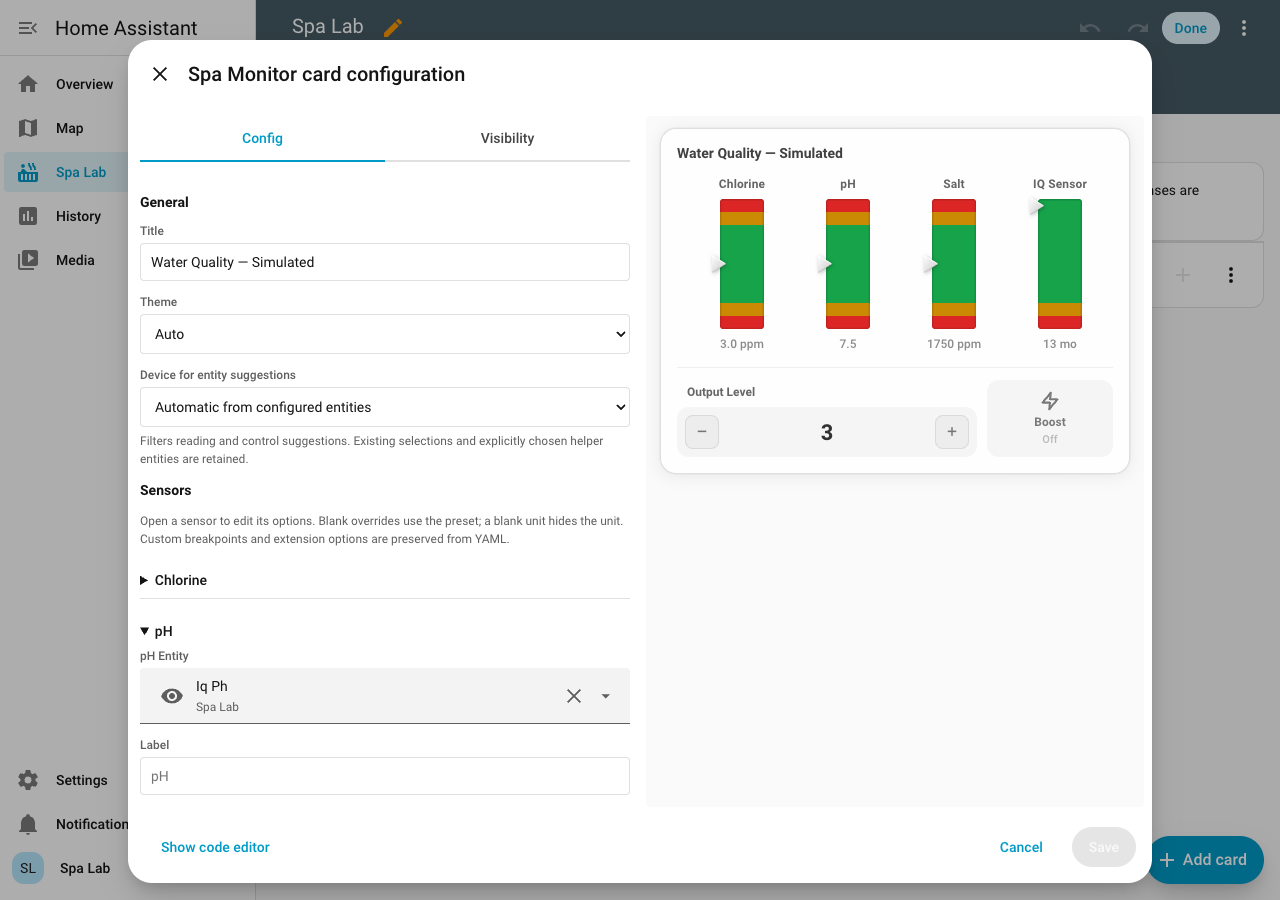 Home Assistant
Spa Lab
Done
Overview
Map
Spa Lab
History
Media
Settings
Notification
SL
Spa Lab
Spa Monitor card configuration
Config
Visibility
General
Title
Water Quality — Simulated
Theme
Auto
Device for entity suggestions
Automatic from configured entities
Filters reading and control suggestions. Existing selections and explicitly chosen helper
entities are retained.
Sensors
Open a sensor to edit its options. Blank overrides use the preset; a blank unit hides the unit.
Custom breakpoints and extension options are preserved from YAML.
Chlorine
pH
pH Entity
Iq Ph
Spa Lab
Label
pH
Water Quality — Simulated
Chlorine
pH
Salt
IQ Sensor
3.0 ppm
7.5
1750 ppm
13 mo
Output Level
−
3
+
Boost
Off
are
Show code editor
Cancel
Save
Add card